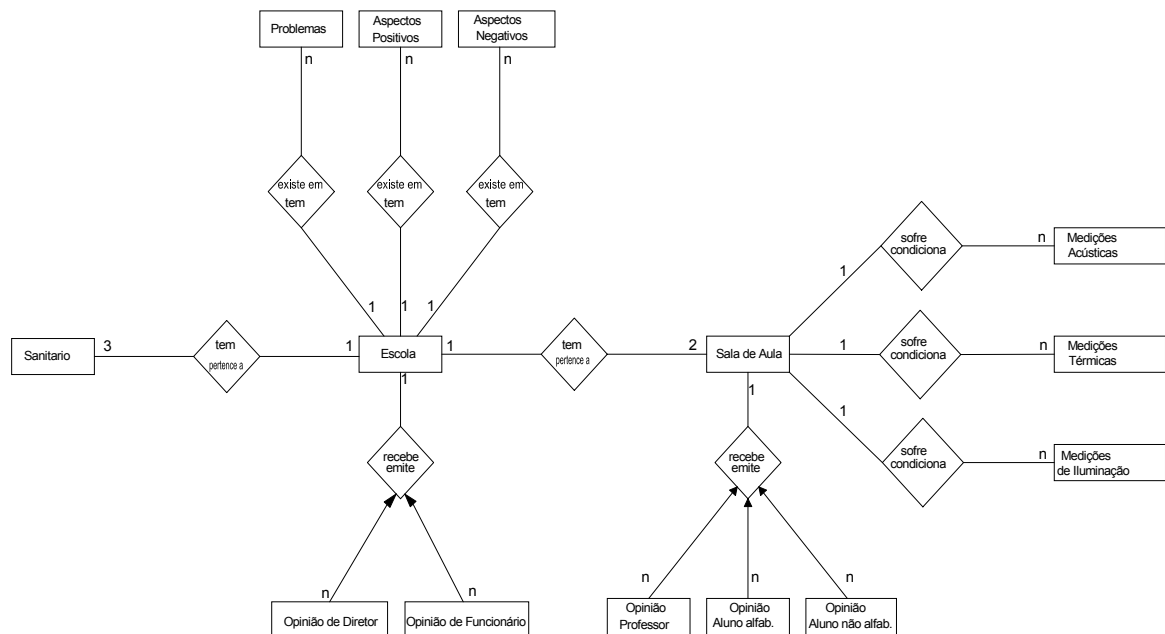 Problemas
Aspectos
Positivos
Aspectos
Negativos
n
n
n
existe em
tem
existe em
tem
existe em
tem
sofre
condiciona
n
Medições
Acústicas
1
1
1
1
Sanitario
3
tem
pertence a
1
Escola
1
tem
pertence a
2
Sala de Aula
1
sofre
condiciona
n
Medições
Térmicas
1
1
1
recebe
emite
recebe
emite
sofre
condiciona
n
Medições
de Iluminação
n
n
n
n
n
Opinião de Diretor
Opinião de Funcionário
Opinião
Professor
Opinião
Aluno alfab.
Opinião
Aluno não alfab.